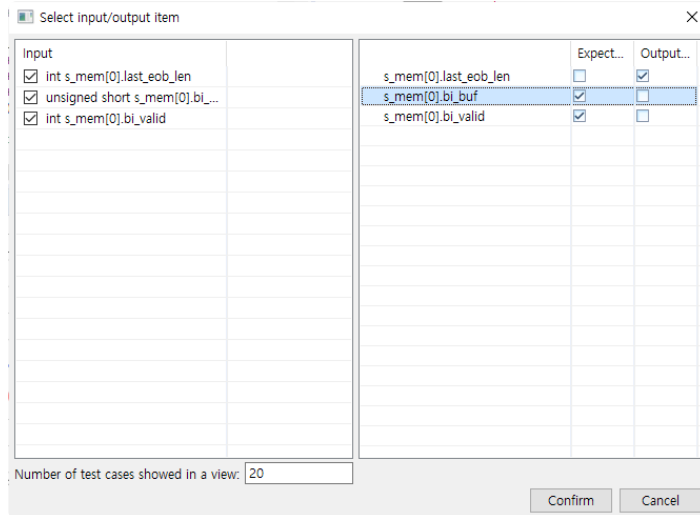 Select input/output item
Input
int s_mem[0].last_eob_len
unsigned short s_mem[0].bi_...
int s_mem[0].bi_valid
Expect... Output...
s_mem[0].last_eob_len
s_mem[0].bi_buf
s_mem[0].bi_valid
Number of test cases showed in a view: 20
Confirm Cancel